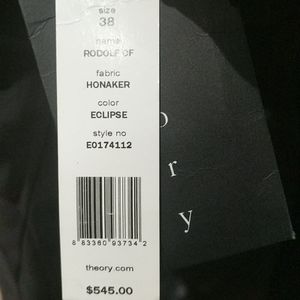 size
38
name
RODOLF CF
fabric
HONAKER
color
ECLIPSE
style no
E0174112
o
r
y
8 83360 93734 2
theory.com
$545.00